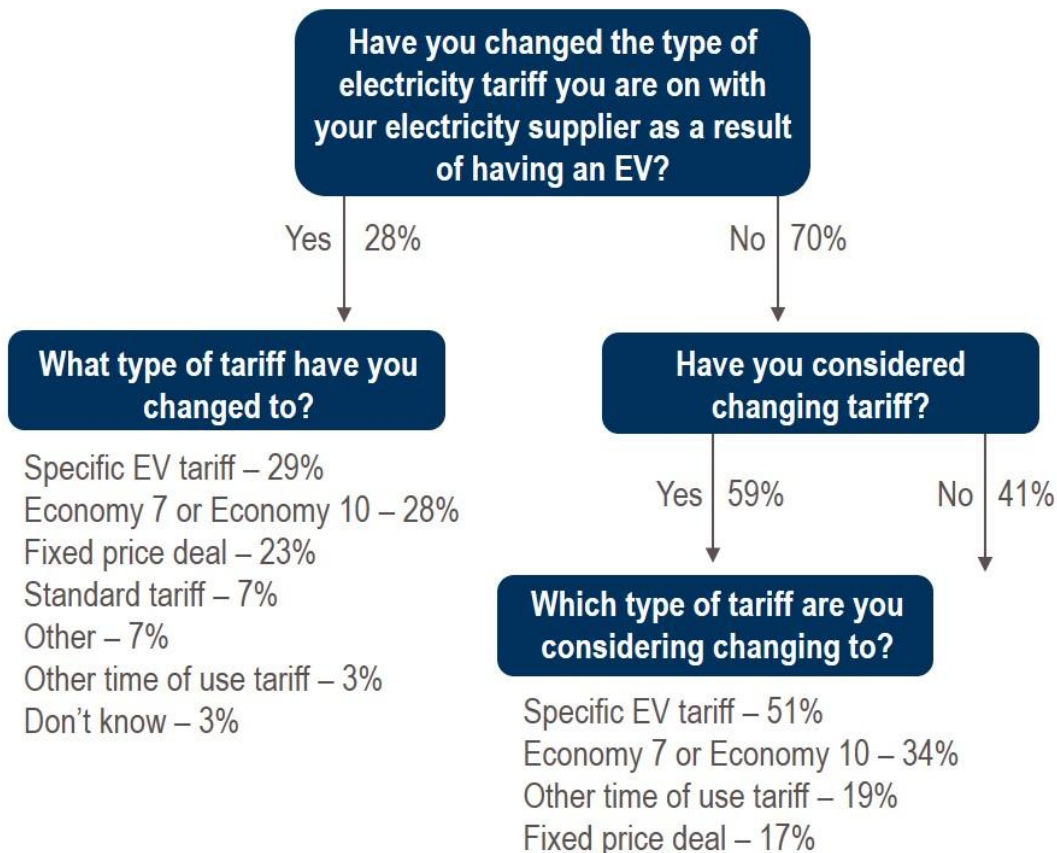 Have you changed the type of
electricity tariff you are on with
your electricity supplier as a result
of having an EV?
Yes 28%
No 70%
What type of tariff have you
changed to?
Specific EV tariff – 29%
Economy 7 or Economy 10 – 28%
Fixed price deal – 23%
Standard tariff – 7%
Other – 7%
Other time of use tariff – 3%
Don’t know – 3%
Have you considered
changing tariff?
Yes 59%
No 41%
Which type of tariff are you
considering changing to?
Specific EV tariff – 51%
Economy 7 or Economy 10 – 34%
Other time of use tariff – 19%
Fixed price deal – 17%